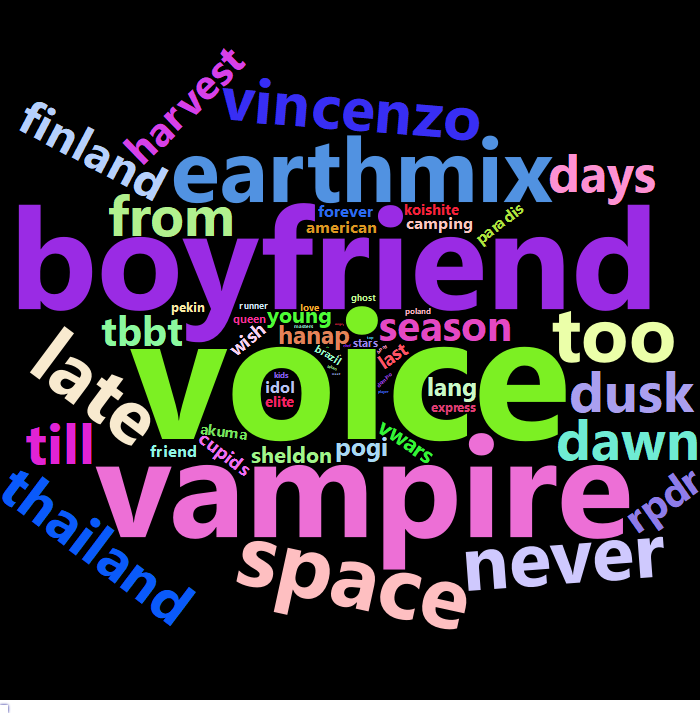 harvest
vincenzo
finland
earthmix
days
from
forever
koishite
american
camping
paradis
boyfriend
ghost
pekin
runner
love
poland
queen
young
season
tbbt
wish
hanap
stars
last
too
late
brazil
voice
kids
idol
elite
lang
express
dusk
till
akuma
cupids
friend
sheldon
pogi
vwars
dawn
vampire
rpdr
thailand
space
never